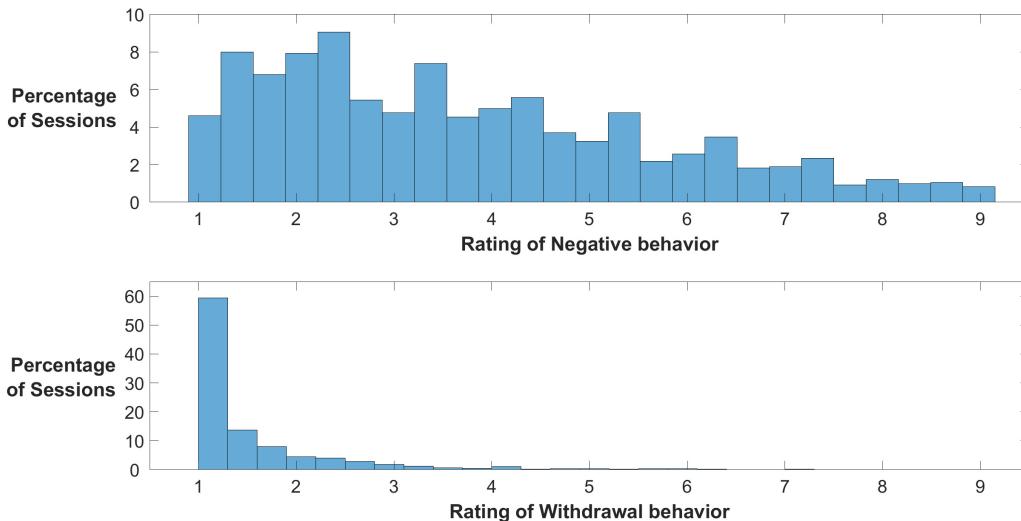 10
8
6
4
2
0
Percentage
of Sessions
1 2 3 4 5 6 7 8 9
Rating of Negative behavior
60
50
40
30
20
10
0
Percentage
of Sessions
1 2 3 4 5 6 7 8 9
Rating of Withdrawal behavior